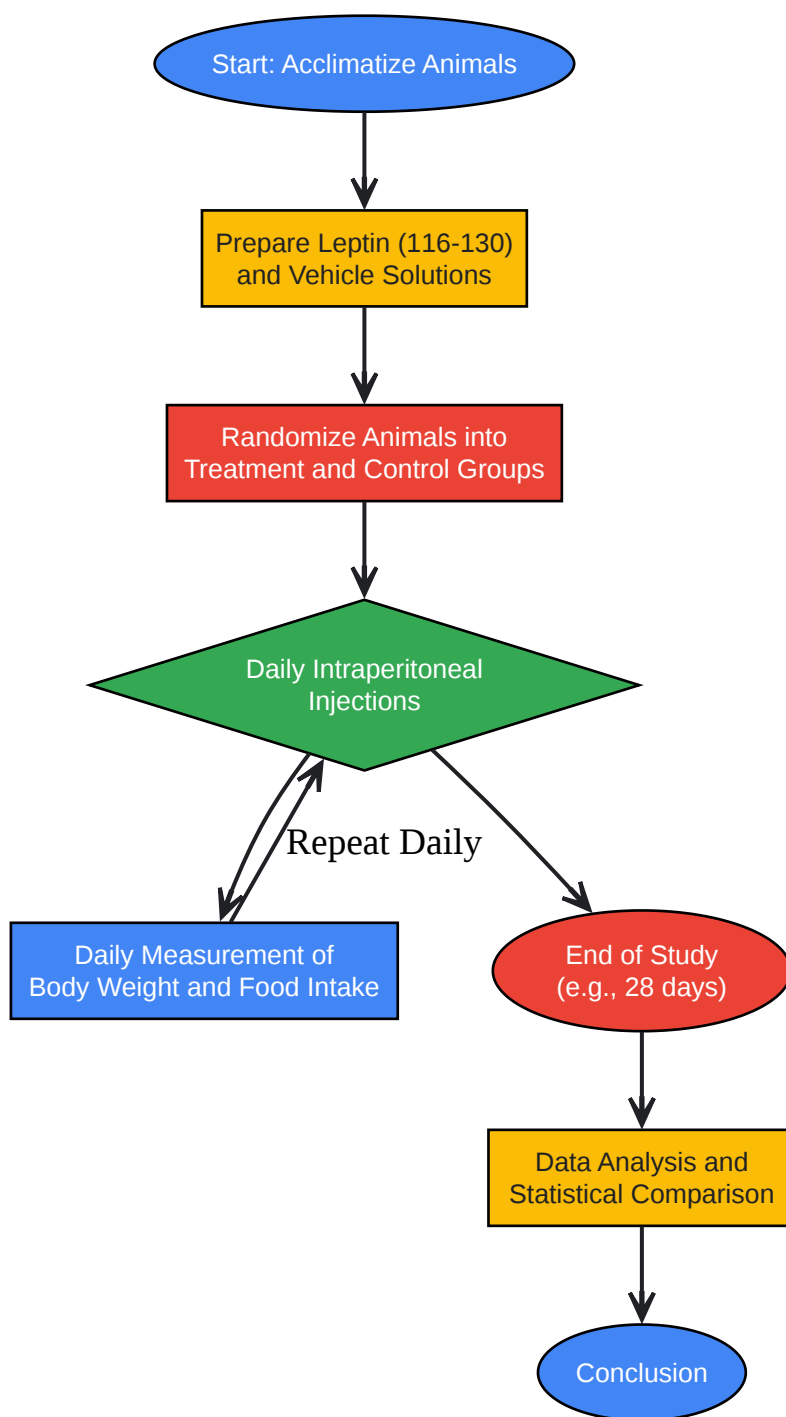 Start: Acclimatize Animals
Prepare Leptin (116-130)
and Vehicle Solutions
Randomize Animals into
Treatment and Control Groups
Daily Intraperitoneal
Injections
Repeat Daily
Daily Measurement of
Body Weight and Food Intake
End of Study
(e.g., 28 days)
Data Analysis and
Statistical Comparison
Conclusion